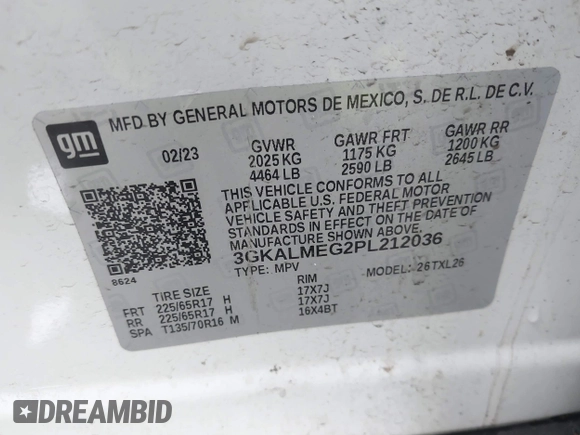 gm
MFD BY GENERAL MOTORS DE MEXICO, S. DE R.L. DE C.V.
02/23 GVWR GAWR FRT GAWR RR
2025 KG 1175 KG 1200 KG
4464 LB 2590 LB 2645 LB
THIS VEHICLE CONFORMS TO ALL
APPLICABLE U.S. FEDERAL MOTOR
VEHICLE SAFETY AND THEFT PREVENTION
STANDARDS IN EFFECT ON THE DATE OF
MANUFACTURE SHOWN ABOVE.
3GKALMEG2PL212036
TYPE: MPV MODEL: 26TXL26
8624
TIRE SIZE RIM
FRT 225/65R17 H 17X7J
RR 225/65R17 H 17X7J
SPA T135/70R16 M 16X4BT
DREAMBID